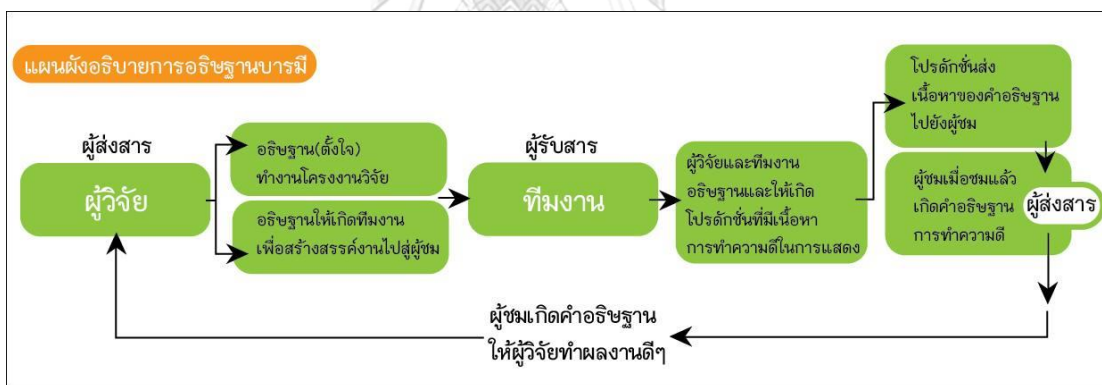 แผนผังอธิบายการอธิษฐานบารมี
ผู้ส่งสาร
ผู้วิจัย
อธิษฐาน(ตั้งใจ)
ทำงานโครงงานวิจัย
อธิษฐานให้เกิดทีมงาน
เพื่อสร้างสรรค์งานไปสู่ผู้ชม
ผู้รับสาร
ทีมงาน
ผู้วิจัยและทีมงาน
อธิษฐานและให้เกิด
โปรดักชั่นที่มีเนื้อหา
การทำความดีในการแสดง
โปรดักชั่นส่ง
เนื้อหาของคำอธิษฐาน
ไปยังผู้ชม
ผู้ชมเมื่อชมแล้ว
เกิดคำอธิษฐาน
การทำความดี
ผู้ส่งสาร
ผู้ชมเกิดคำอธิษฐาน
ให้ผู้วิจัยทำผลงานดีๆ